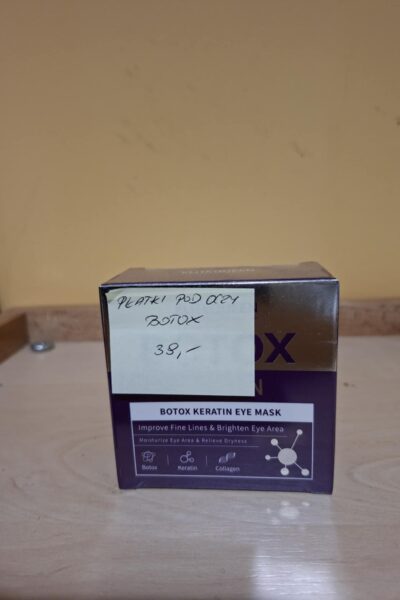 PŁATKI POD OCZY
BOTOX
38,-
OX
N
BOTOX KERATIN EYE MASK
Improve Fine Lines & Brighten Eye Area
Moisturize Eye Area & Relieve Dryness
Botox Keratin Collagen